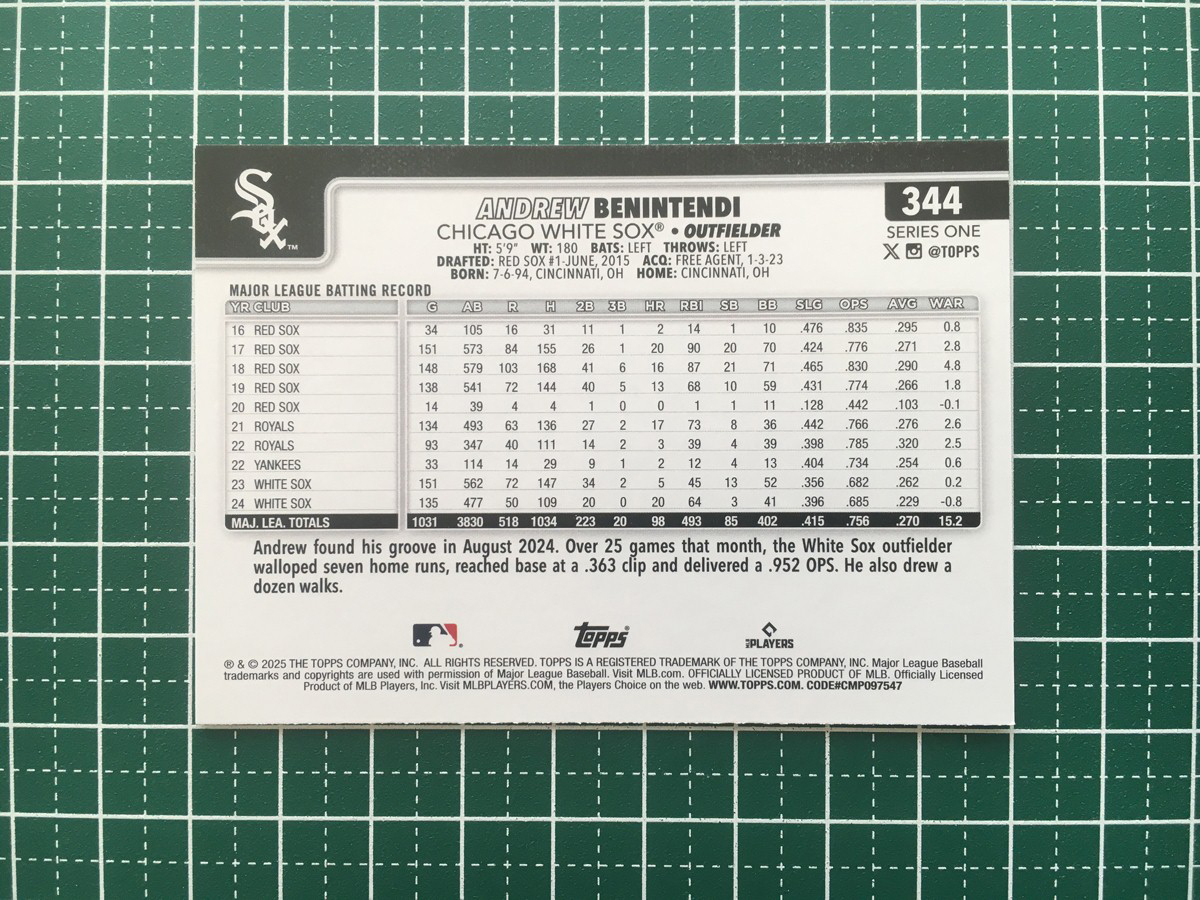 Sox™
344
ANDREW BENINTENDI
CHICAGO WHITE SOX® • OUTFIELDER
SERIES ONE
HT: 5'9" WT: 180 BATS: LEFT THROWS: LEFT
X @TOPPS
DRAFTED: RED SOX #1-JUNE, 2015 ACQ: FREE AGENT, 1-3-23
BORN: 7-6-94, CINCINNATI, OH HOME: CINCINNATI, OH
MAJOR LEAGUE BATTING RECORD
YR CLUB G AB R H 2B 3B HR RBI SB BB SLG OPS AVG WAR
16 RED SOX 34 105 16 31 11 1 2 14 1 10 .476 .835 .295 0.8
17 RED SOX 151 573 84 155 26 1 20 90 20 70 .424 .776 .271 2.8
18 RED SOX 148 579 103 168 41 6 16 87 21 71 .465 .830 .290 4.8
19 RED SOX 138 541 72 144 40 5 13 68 10 59 .431 .774 .266 1.8
20 RED SOX 14 39 4 4 1 0 0 1 1 11 .128 .442 .103 -0.1
21 ROYALS 134 493 63 136 27 2 17 73 8 36 .442 .766 .276 2.6
22 ROYALS 93 347 40 111 14 2 3 39 4 39 .398 .785 .320 2.5
22 YANKEES 33 114 14 29 9 1 2 12 4 13 .404 .734 .254 0.6
23 WHITE SOX 151 562 72 147 34 2 5 45 13 52 .356 .682 .262 0.2
24 WHITE SOX 135 477 50 109 20 0 20 64 3 41 .396 .685 .229 -0.8
MAJ. LEA. TOTALS 1031 3830 518 1034 223 20 98 493 85 402 .415 .756 .270 15.2
Andrew found his groove in August 2024. Over 25 games that month, the White Sox outfielder
walloped seven home runs, reached base at a .363 clip and delivered a .952 OPS. He also drew a
dozen walks.
Topps®
MLB PLAYERS
® & © 2025 THE TOPPS COMPANY, INC. ALL RIGHTS RESERVED. TOPPS IS A REGISTERED TRADEMARK OF THE TOPPS COMPANY, INC. Major League Baseball
trademarks and copyrights are used with permission of Major League Baseball. Visit MLB.com. OFFICIALLY LICENSED PRODUCT OF MLB. Officially Licensed
Product of MLB Players, Inc. Visit MLBPLAYERS.COM, the Players Choice on the web. WWW.TOPPS.COM. CODE#CMP097547